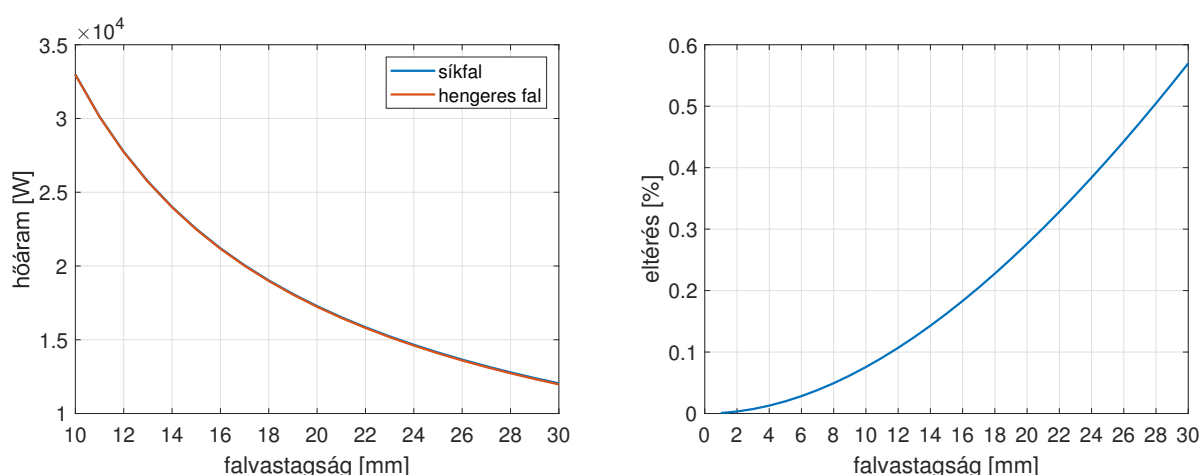 ×10⁴
3.5
3
2.5
2
1.5
1
hőáram [W]
síkfal
hengeres fal
10 12 14 16 18 20 22 24 26 28 30
falvastagság [mm]
0.6
0.5
0.4
0.3
0.2
0.1
0
eltérés [%]
0 2 4 6 8 10 12 14 16 18 20 22 24 26 28 30
falvastagság [mm]